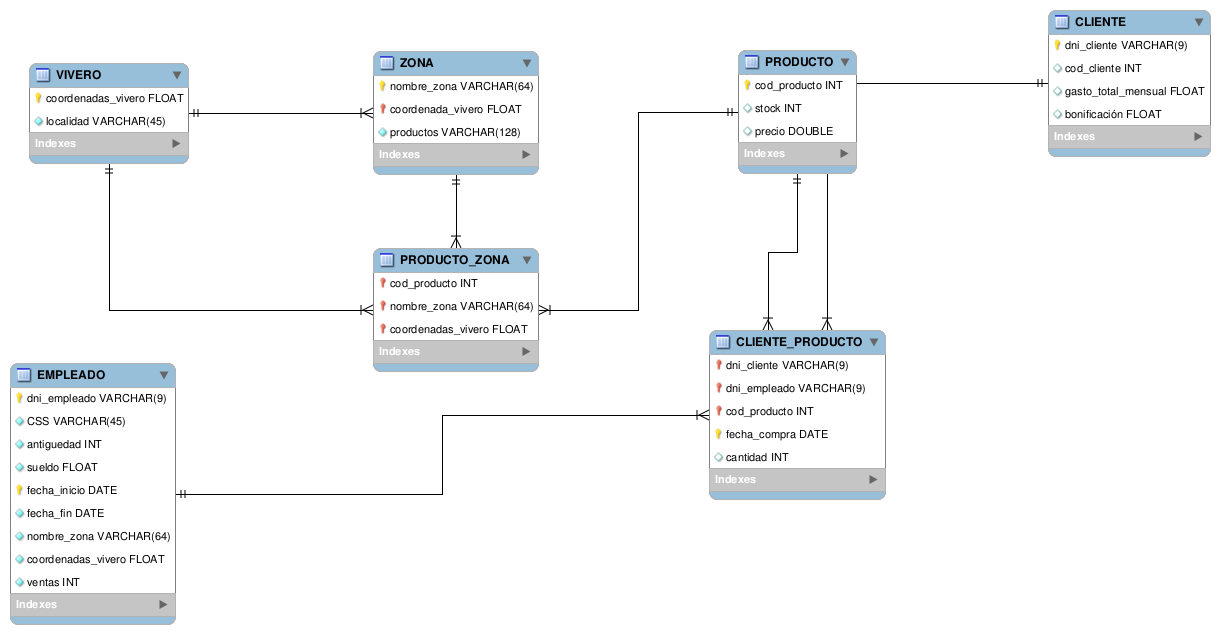 VIVERO
coordenadas_vivero FLOAT
localidad VARCHAR(45)
Indexes
ZONA
nombre_zona VARCHAR(64)
coordenada_vivero FLOAT
productos VARCHAR(128)
Indexes
PRODUCTO
cod_producto INT
stock INT
precio DOUBLE
Indexes
CLIENTE
dni_cliente VARCHAR(9)
cod_cliente INT
gasto_total_mensual FLOAT
bonificación FLOAT
Indexes
PRODUCTO_ZONA
cod_producto INT
nombre_zona VARCHAR(64)
coordenadas_vivero FLOAT
Indexes
EMPLEADO
dni_empleado VARCHAR(9)
CSS VARCHAR(45)
antiguedad INT
sueldo FLOAT
fecha_inicio DATE
fecha_fin DATE
nombre_zona VARCHAR(64)
coordenadas_vivero FLOAT
ventas INT
Indexes
CLIENTE_PRODUCTO
dni_cliente VARCHAR(9)
dni_empleado VARCHAR(9)
cod_producto INT
fecha_compra DATE
cantidad INT
Indexes